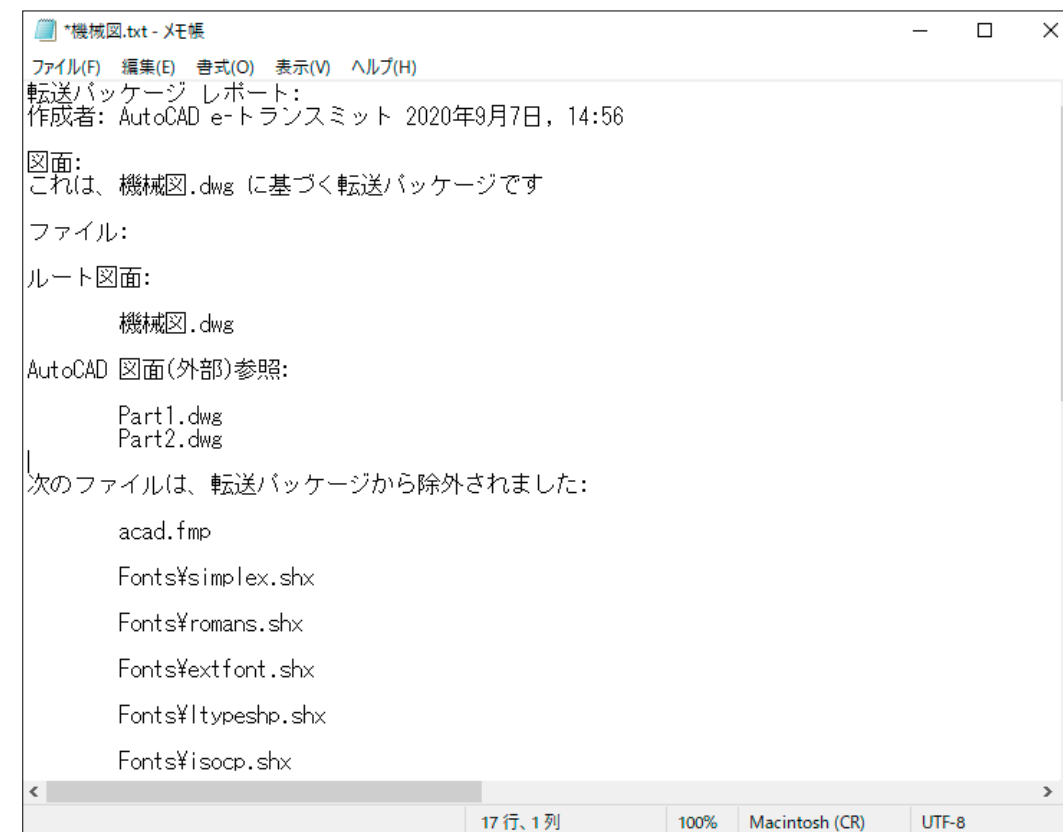 *機械図.txt - メモ帳
ファイル(F) 編集(E) 書式(O) 表示(V) ヘルプ(H)
転送パッケージ レポート:
作成者: AutoCAD e-トランスミット 2020年9月7日, 14:56
図面:
これは、機械図.dwg に基づく転送パッケージです
ファイル:
ルート図面:
機械図.dwg
AutoCAD 図面(外部)参照:
Part1.dwg
Part2.dwg
次のファイルは、転送パッケージから除外されました:
acad.fmp
Fonts¥simplex.shx
Fonts¥romans.shx
Fonts¥extfont.shx
Fonts¥ltypeshp.shx
Fonts¥isocp.shx
17 行、1 列 100% Macintosh (CR) UTF-8